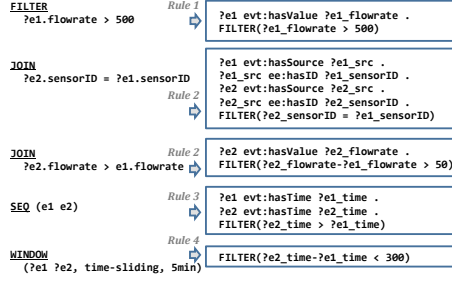 FILTER
?e1.flowrate > 500
Rule 1
?e1 evt:hasValue ?e1_flowrate .
FILTER(?e1_flowrate > 500)
JOIN
?e2.sensorID = ?e1.sensorID
Rule 2
?e1 evt:hasSource ?e1_src .
?e1_src ee:hasID ?e1_sensorID .
?e2 evt:hasSource ?e2_src .
?e2_src ee:hasID ?e2_sensorID .
FILTER(?e2_sensorID = ?e1_sensorID)
JOIN
?e2.flowrate > e1.flowrate
Rule 2
?e2 evt:hasValue ?e2_flowrate .
FILTER(?e2_flowrate-?e1_flowrate > 50)
SEQ (e1 e2)
Rule 3
?e1 evt:hasTime ?e1_time .
?e2 evt:hasTime ?e2_time .
FILTER(?e2_time > ?e1_time)
WINDOW
(?e1 ?e2, time-sliding, 5min)
Rule 4
FILTER(?e2_time-?e1_time < 300)